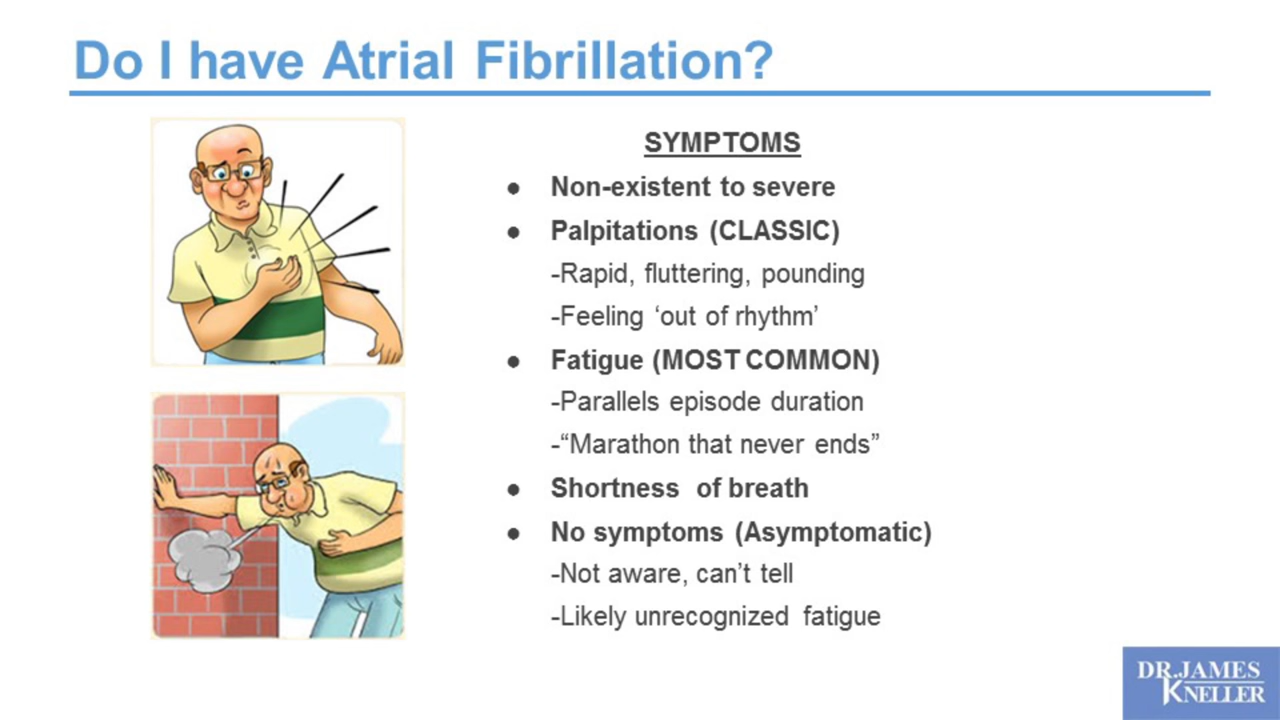 Do I have Atrial Fibrillation?
SYMPTOMS
● Non-existent to severe
● Palpitations (CLASSIC)
-Rapid, fluttering, pounding
-Feeling ‘out of rhythm’
● Fatigue (MOST COMMON)
-Parallels episode duration
-“Marathon that never ends”
● Shortness of breath
● No symptoms (Asymptomatic)
-Not aware, can’t tell
-Likely unrecognized fatigue
DR.JAMES
KNELLER